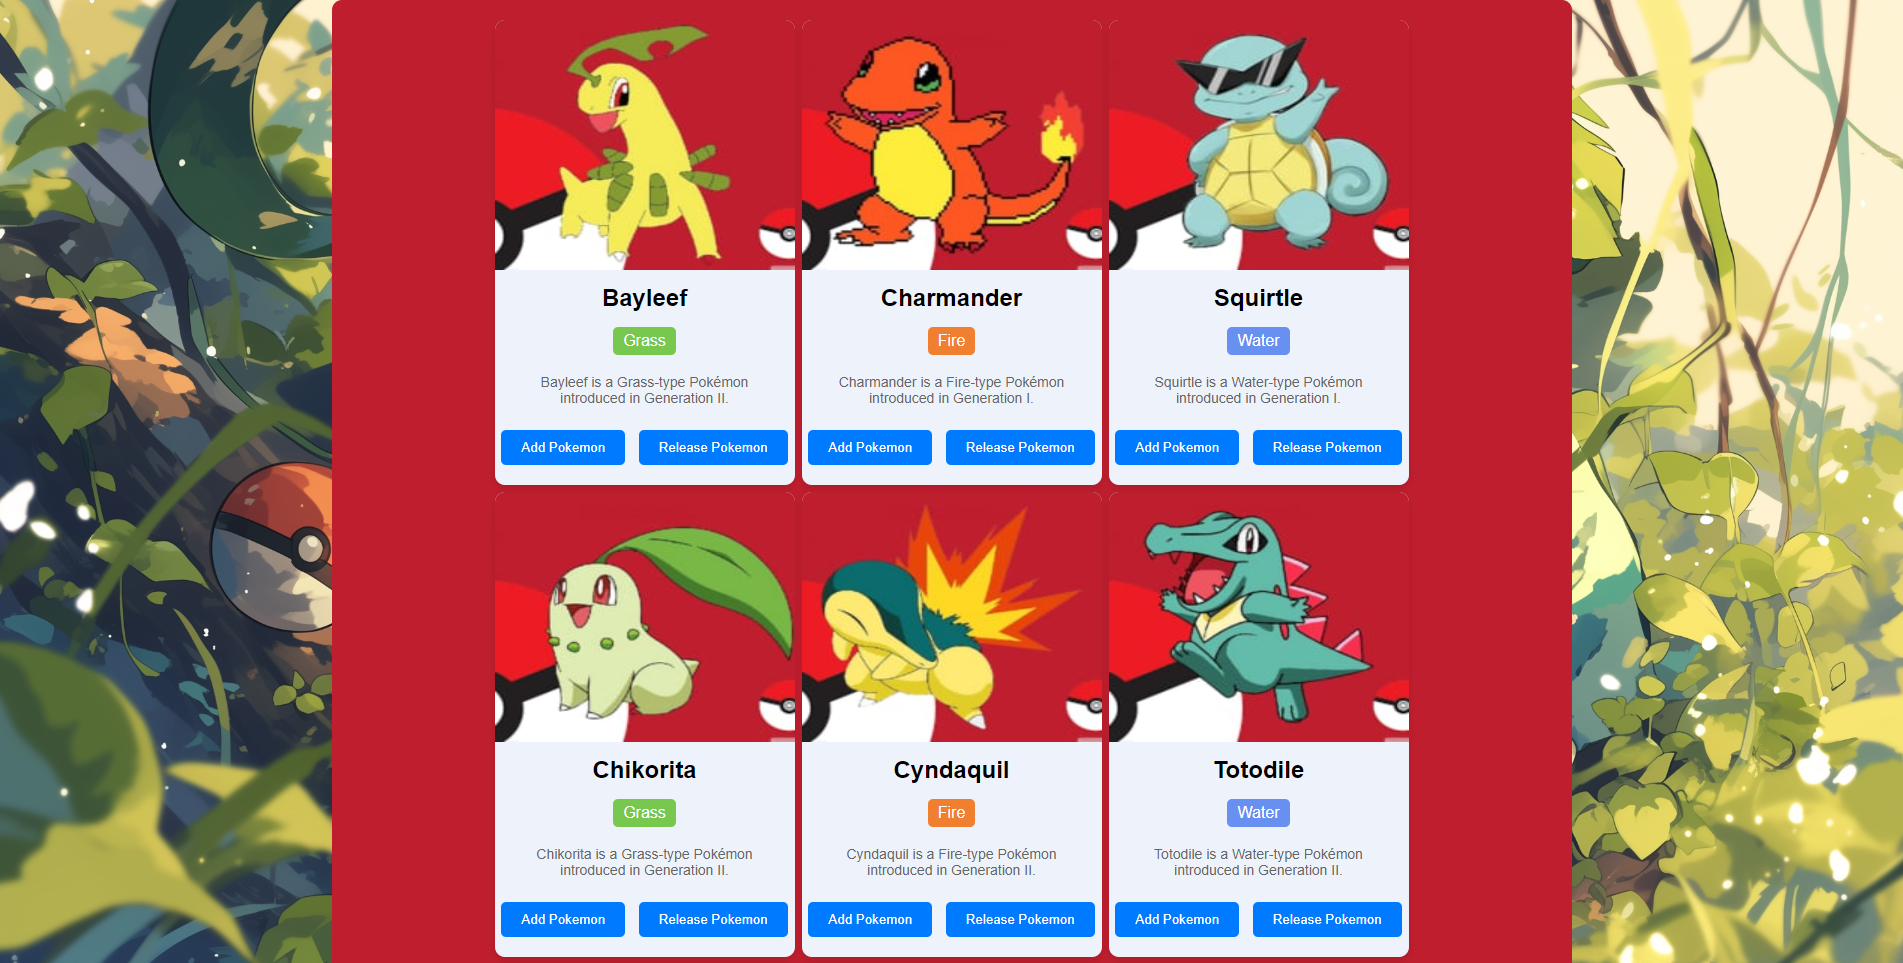 Bayleef
Charmander
Squirtle
Grass
Fire
Water
Bayleef is a Grass-type Pokémon
introduced in Generation II.
Charmander is a Fire-type Pokémon
introduced in Generation I.
Squirtle is a Water-type Pokémon
introduced in Generation I.
Add Pokemon
Release Pokemon
Add Pokemon
Release Pokemon
Add Pokemon
Release Pokemon
Chikorita
Cyndaquil
Totodile
Grass
Fire
Water
Chikorita is a Grass-type Pokémon
introduced in Generation II.
Cyndaquil is a Fire-type Pokémon
introduced in Generation II.
Totodile is a Water-type Pokémon
introduced in Generation II.
Add Pokemon
Release Pokemon
Add Pokemon
Release Pokemon
Add Pokemon
Release Pokemon